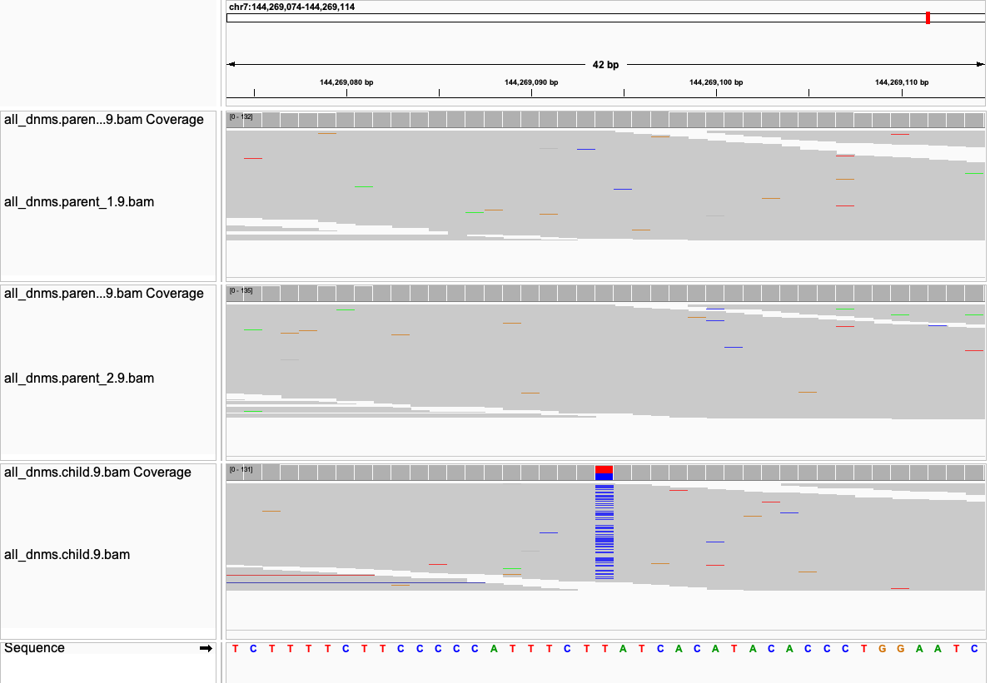 chr7:144,269,074-144,269,114
42 bp
144,269,080 bp 144,269,090 bp 144,269,100 bp 144,269,110 bp
all_dnms.paren...9.bam Coverage
[0 - 132]
all_dnms.parent_1.9.bam
all_dnms.paren...9.bam Coverage
[0 - 135]
all_dnms.parent_2.9.bam
all_dnms.child.9.bam Coverage
[0 - 131]
all_dnms.child.9.bam
Sequence T C T T T T C T T C C C C C A T T T C T T A T C A C A T A C A C C C T G G A A T C